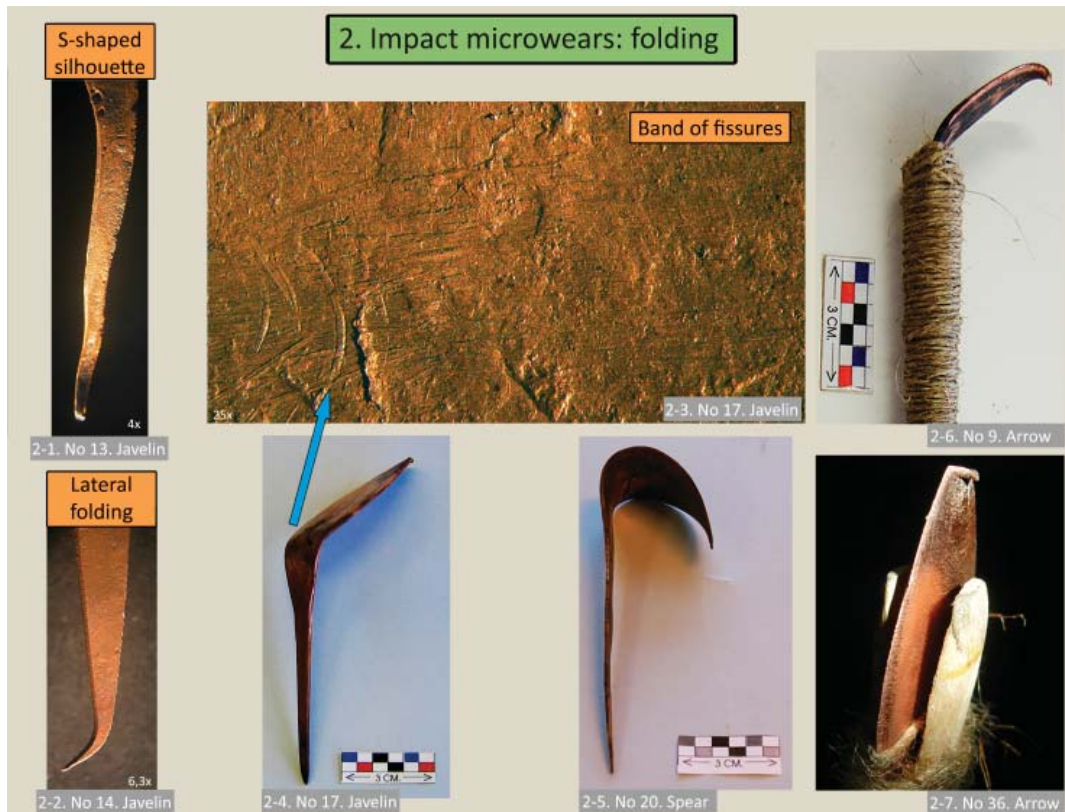 2. Impact microwears: folding
S-shaped
silhouette
4x
2-1. No 13. Javelin
Band of fissures
25x
2-3. No 17. Javelin
3 CM.
2-6. No 9. Arrow
Lateral
folding
6,3x
2-2. No 14. Javelin
3 CM.
2-4. No 17. Javelin
3 CM.
2-5. No 20. Spear
2-7. No 36. Arrow